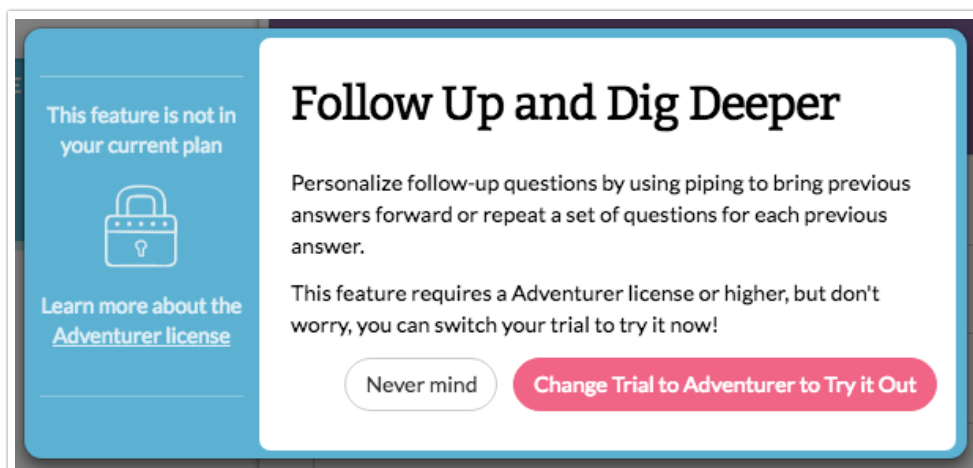 This feature is not in
your current plan
Learn more about the
Adventurer license
Follow Up and Dig Deeper
Personalize follow-up questions by using piping to bring previous
answers forward or repeat a set of questions for each previous
answer.
This feature requires a Adventurer license or higher, but don't
worry, you can switch your trial to try it now!
Never mind
Change Trial to Adventurer to Try it Out